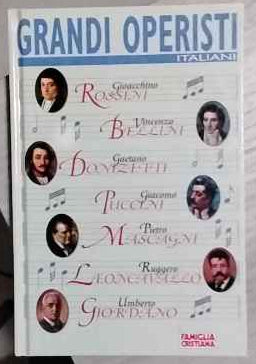 GRANDI OPERISTI
ITALIANI
Gioacchino
ROSSINI
Vincenzo
BELLINI
Gaetano
DONIZETTI
Giacomo
PUCCINI
Pietro
MASCAGNI
Ruggero
LEONCAVALLO
Umberto
GIORDANO
FAMIGLIA
CRISTIANA